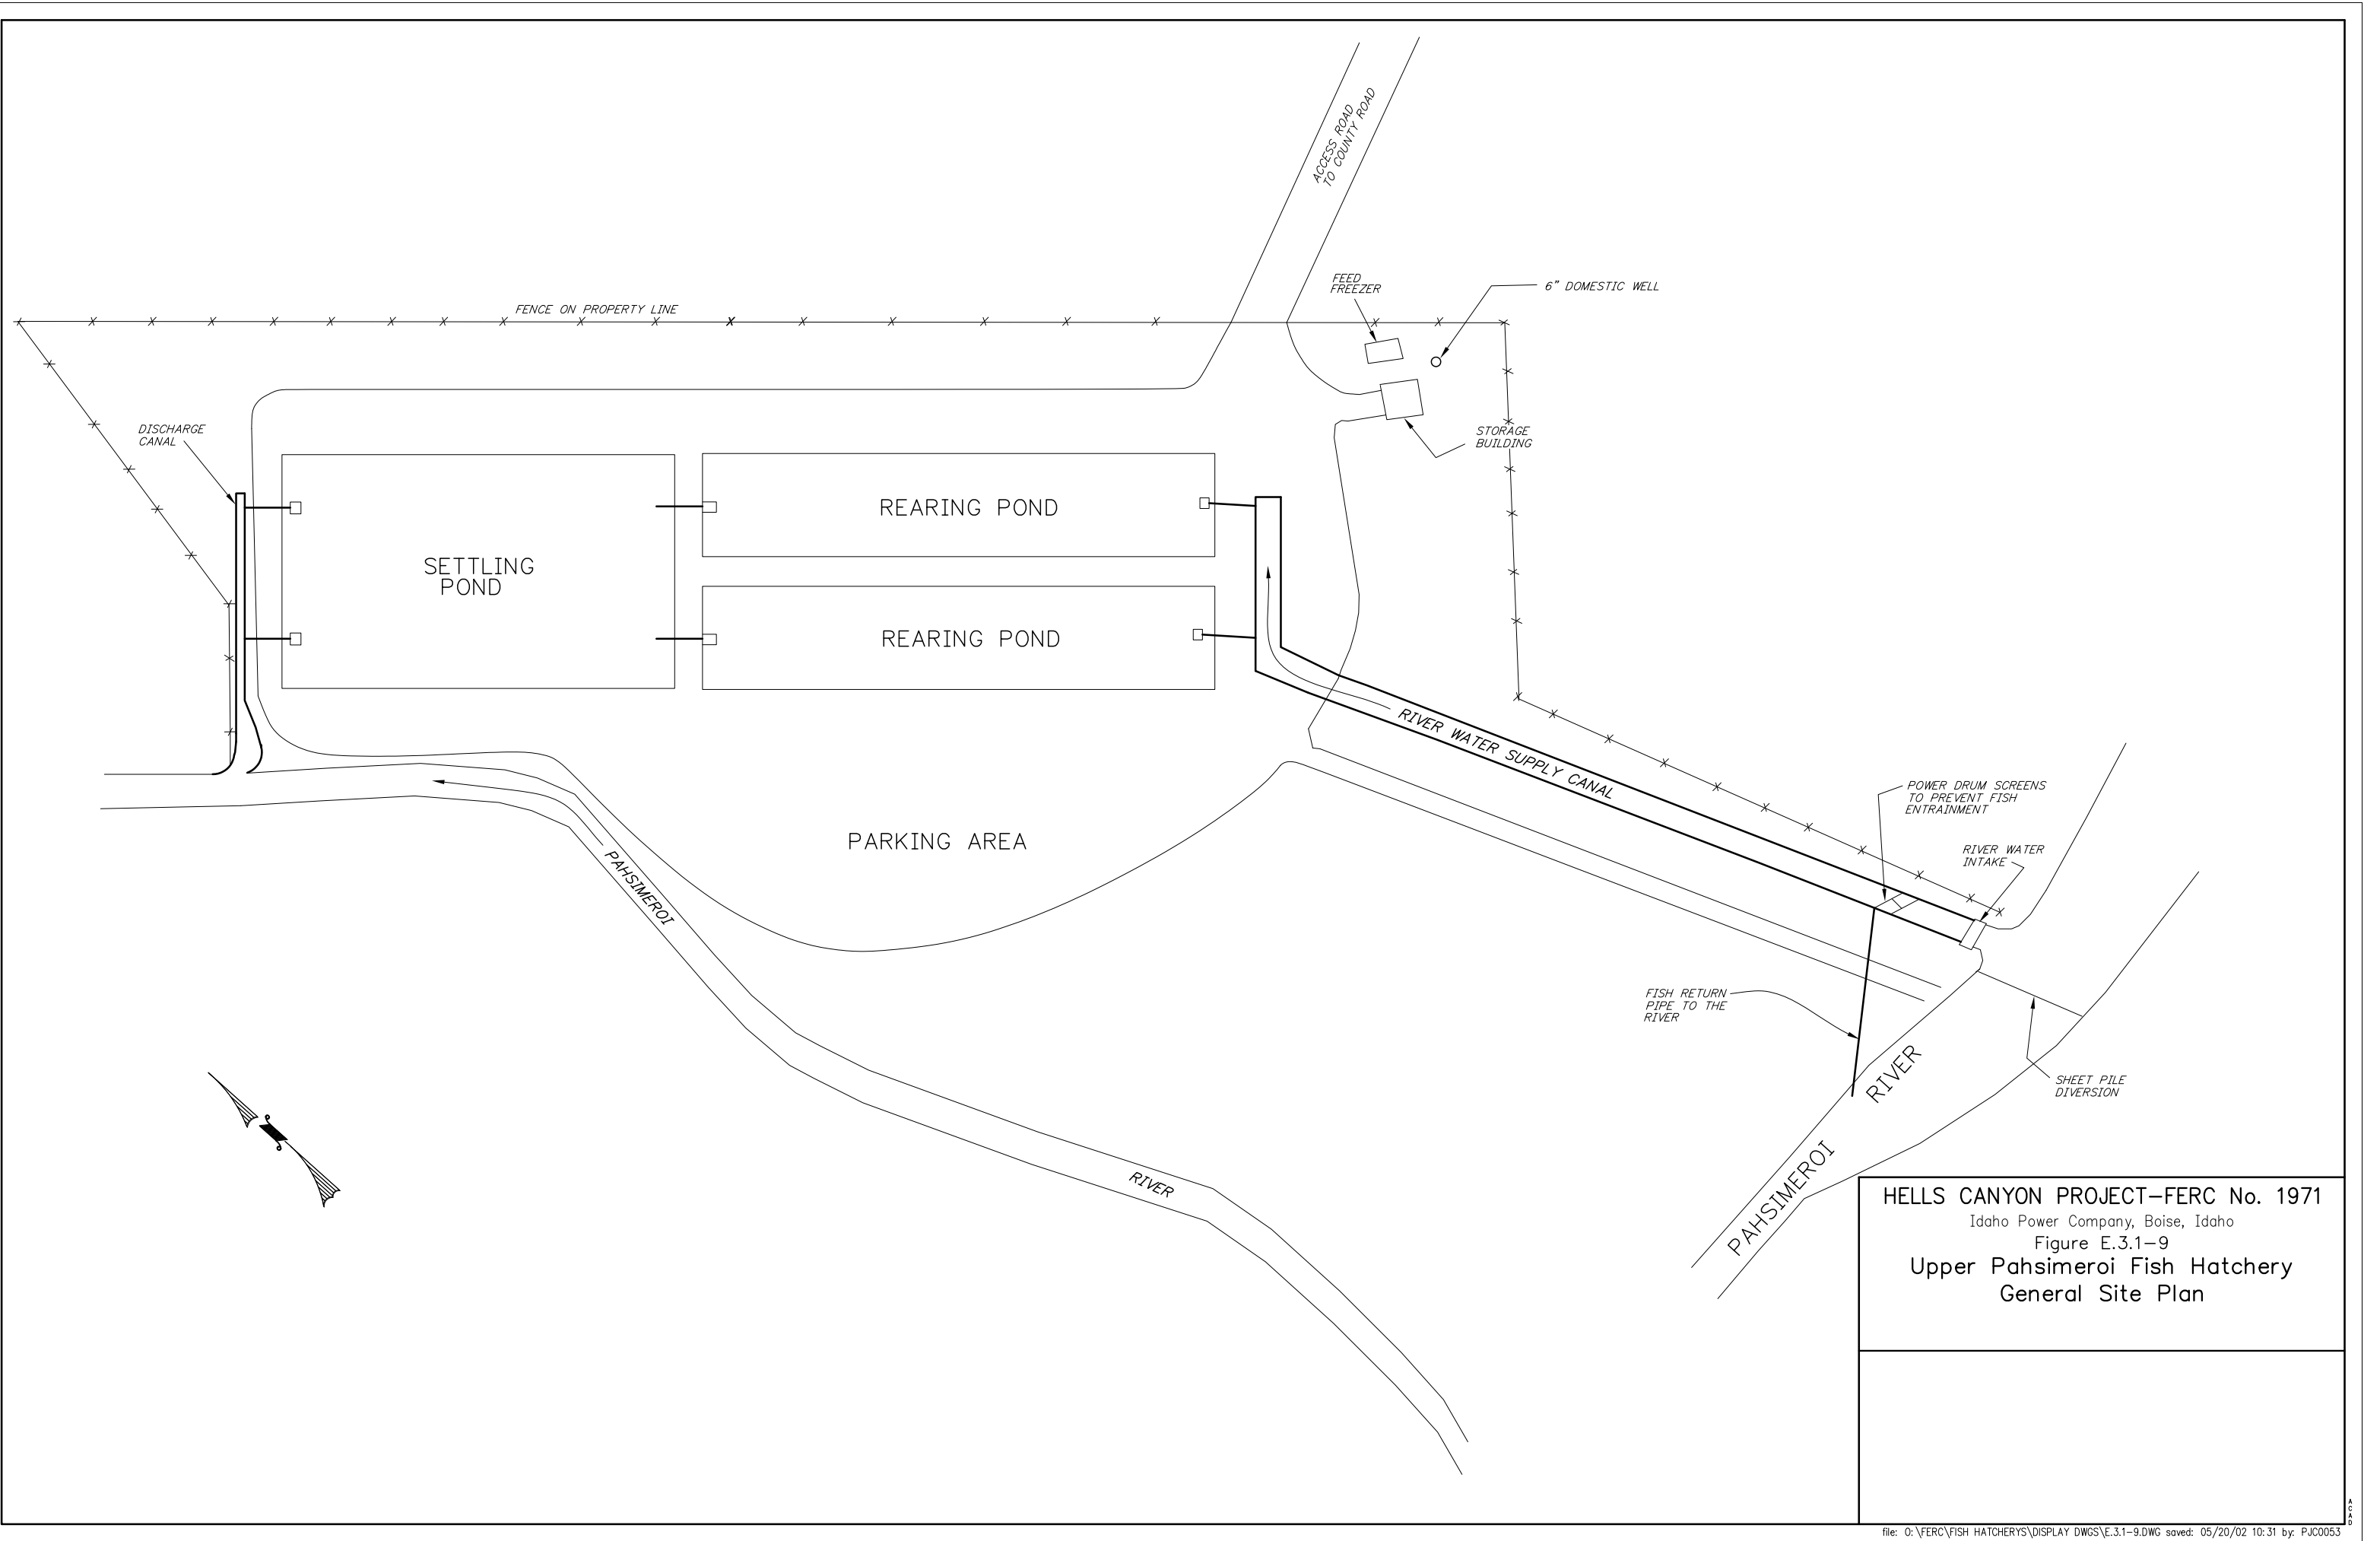 ACCESS ROAD
TO COUNTY ROAD
FEED
FREEZER
6" DOMESTIC WELL
FENCE ON PROPERTY LINE
DISCHARGE
CANAL
STORAGE
BUILDING
REARING POND
SETTLING
POND
REARING POND
RIVER WATER SUPPLY CANAL
POWER DRUM SCREENS
TO PREVENT FISH
ENTRAINMENT
PARKING AREA
RIVER WATER
INTAKE
PAHSIMEROI
RIVER
FISH RETURN
PIPE TO THE
RIVER
PAHSIMEROI RIVER
SHEET PILE
DIVERSION
HELLS CANYON PROJECT-FERC No. 1971
Idaho Power Company, Boise, Idaho
Figure E.3.1-9
Upper Pahsimeroi Fish Hatchery
General Site Plan
ACAD
file: O:\FERC\FISH HATCHERYS\DISPLAY DWGS\E.3.1-9.DWG saved: 05/20/02 10:31 by: PJC0053